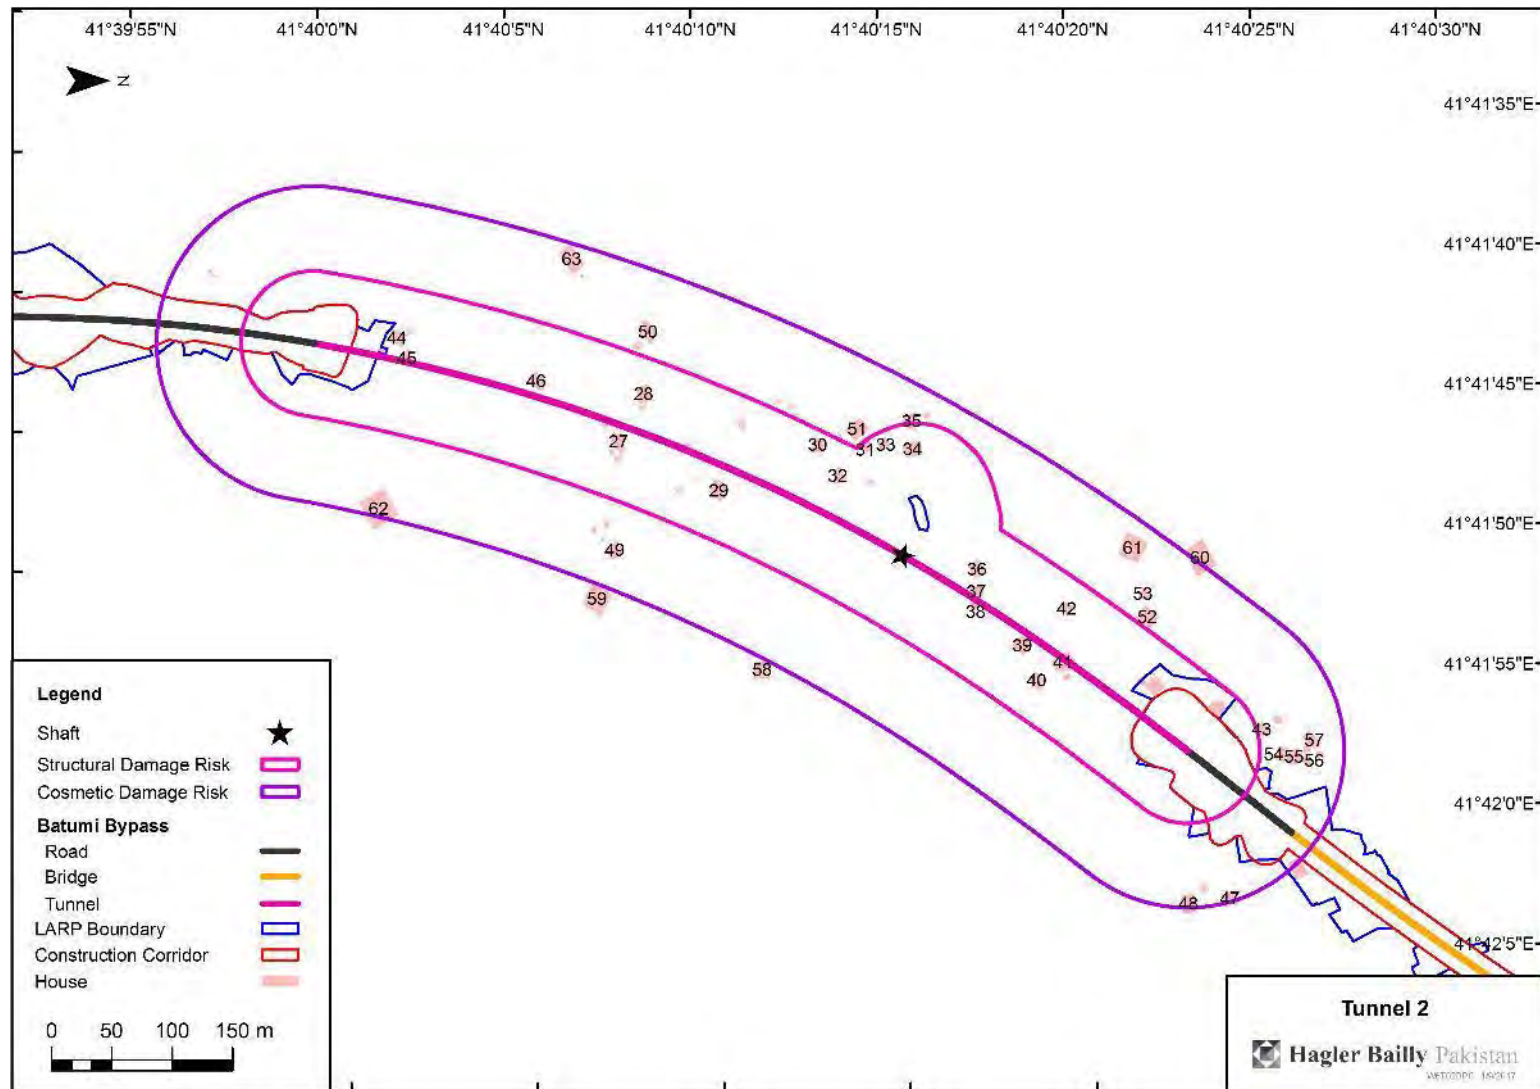 41°39'55"N 41°40'0"N 41°40'5"N 41°40'10"N 41°40'15"N 41°40'20"N 41°40'25"N 41°40'30"N
N
41°41'35"E
41°41'40"E
41°41'45"E
41°41'50"E
41°41'55"E
41°42'0"E
41°42'5"E
63
50
44
45
46
28
27
35
51
30
31
33
34
32
29
62
49
61
60
36
59
37
53
38
42
52
39
41
58
40
43
57
54
55
56
47
48
Legend
Shaft
Structural Damage Risk
Cosmetic Damage Risk
Batumi Bypass
Road
Bridge
Tunnel
LARP Boundary
Construction Corridor
House
0 50 100 150 m
Tunnel 2
Hagler Bailly Pakistan